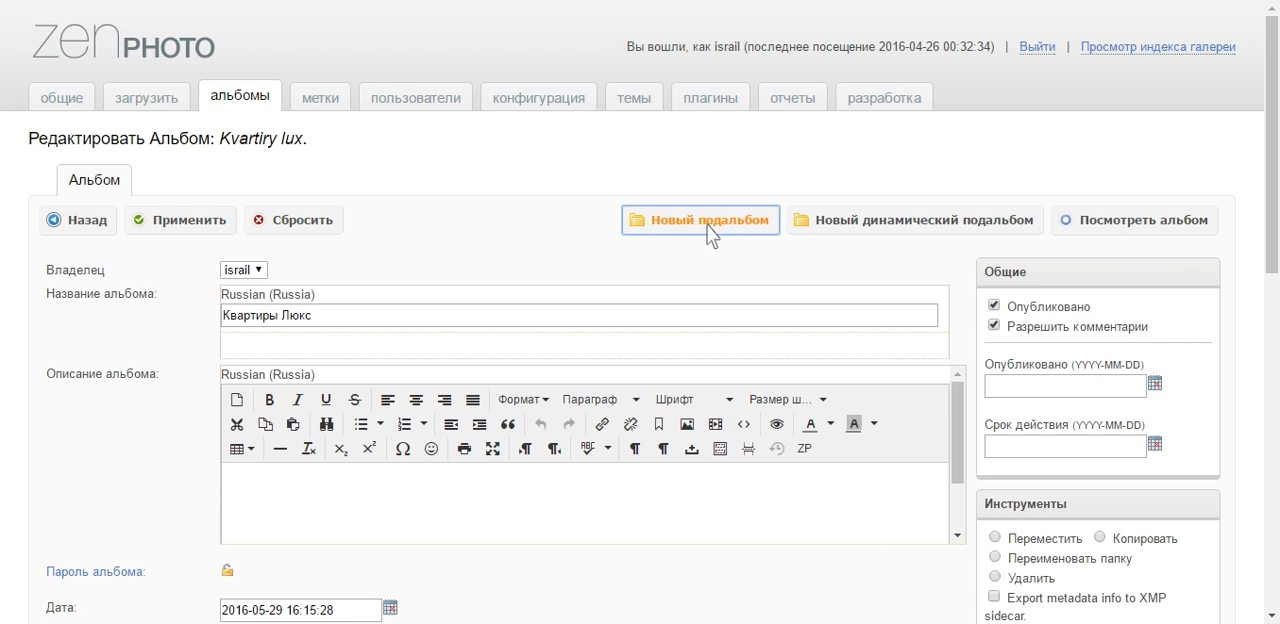 zenPHOTO
Вы вошли, как israil (последнее посещение 2016-04-26 00:32:34) | Выйти | Просмотр индекса галереи
общие загрузить альбомы метки пользователи конфигурация темы плагины отчеты разработка
Редактировать Альбом: Kvartiry lux.
Альбом
Назад Применить Сбросить Новый подальбом Новый динамический подальбом Посмотреть альбом
Владелец israil
Название альбома: Russian (Russia)
Квартиры Люкс
Описание альбома: Russian (Russia)
Формат Параграф Шрифт Размер ш...
ZP
Пароль альбома:
Дата: 2016-05-29 16:15:28
Общие
Опубликовано
Разрешить комментарии
Опубликовано (YYYY-MM-DD)
Срок действия (YYYY-MM-DD)
Инструменты
Переместить Копировать
Переименовать папку
Удалить
Export metadata info to XMP
sidecar.